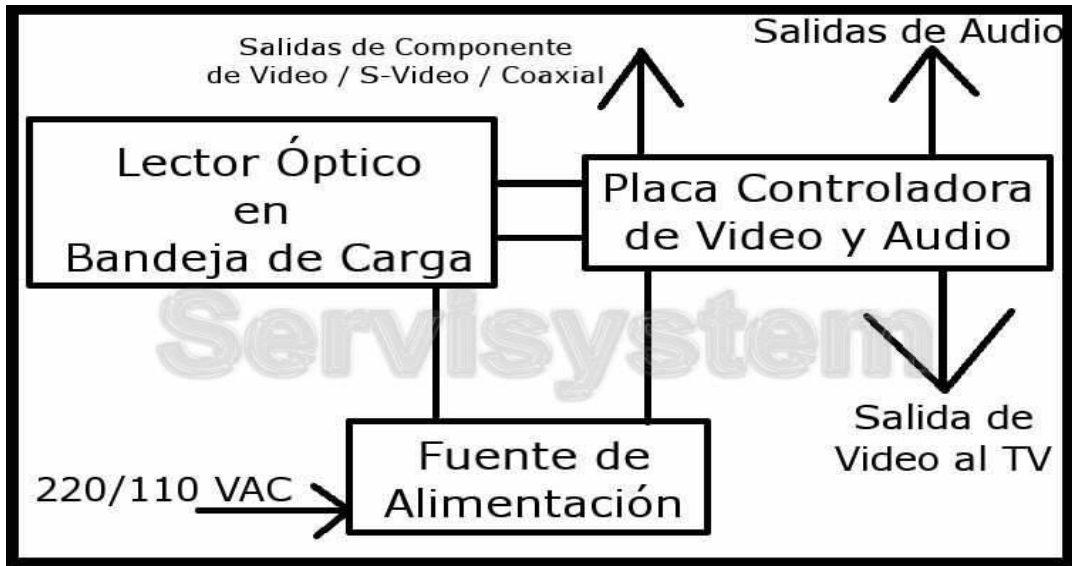 Salidas de Componente
de Video / S-Video / Coaxial
Salidas de Audio
Lector Óptico
en
Bandeja de Carga
Placa Controladora
de Video y Audio
Servisystem
Salida de
Video al TV
Fuente de
Alimentación
220/110 VAC